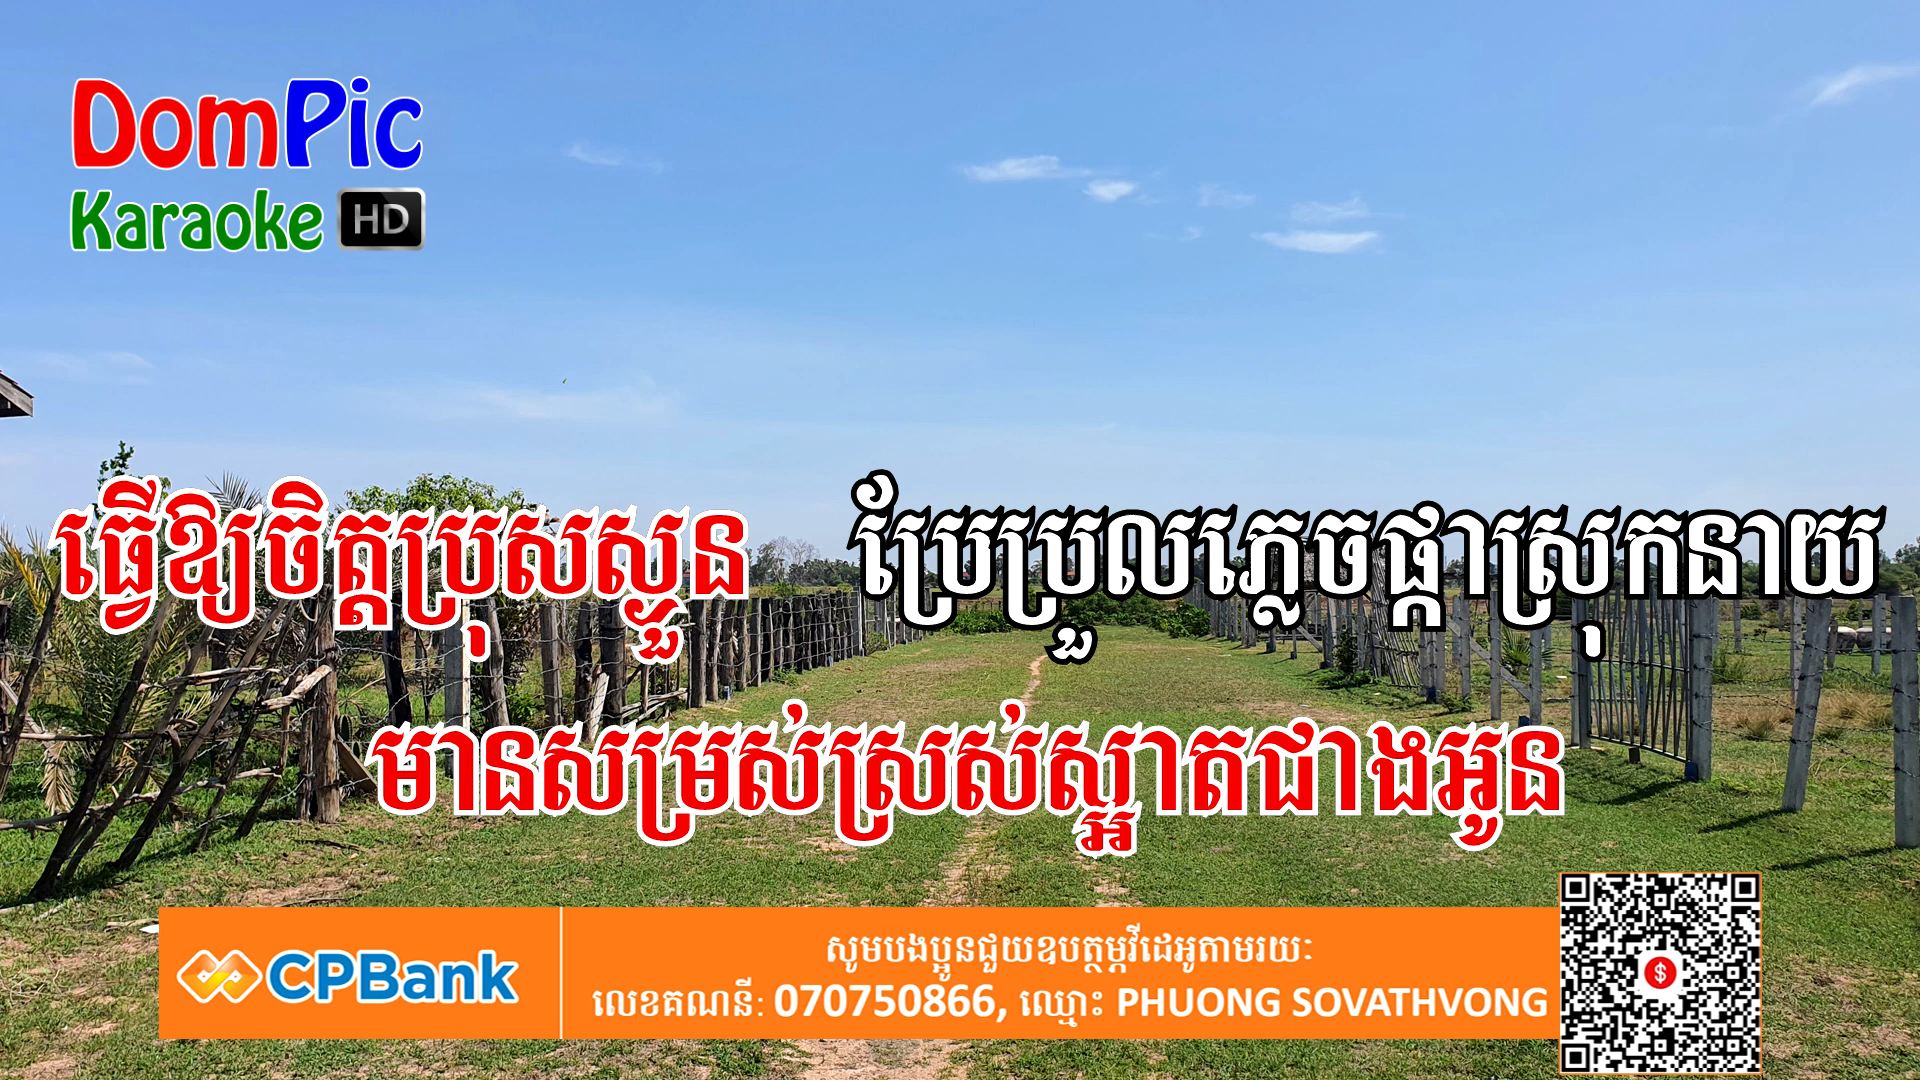 DomPic
Karaoke HD
ធ្វើឱ្យចិត្តប្រុសស្ទួន ប្រែប្រួលភ្លេចផ្កាស្រុកនាយ
មានសម្រស់ស្រស់ស្អាតជាងអូន
CPBank
សូមបងប្អូនជួយឧបត្ថម្ភវីដេអូតាមរយៈ
លេខគណនី: 070750866, ឈ្មោះ PHUONG SOVATHVONG